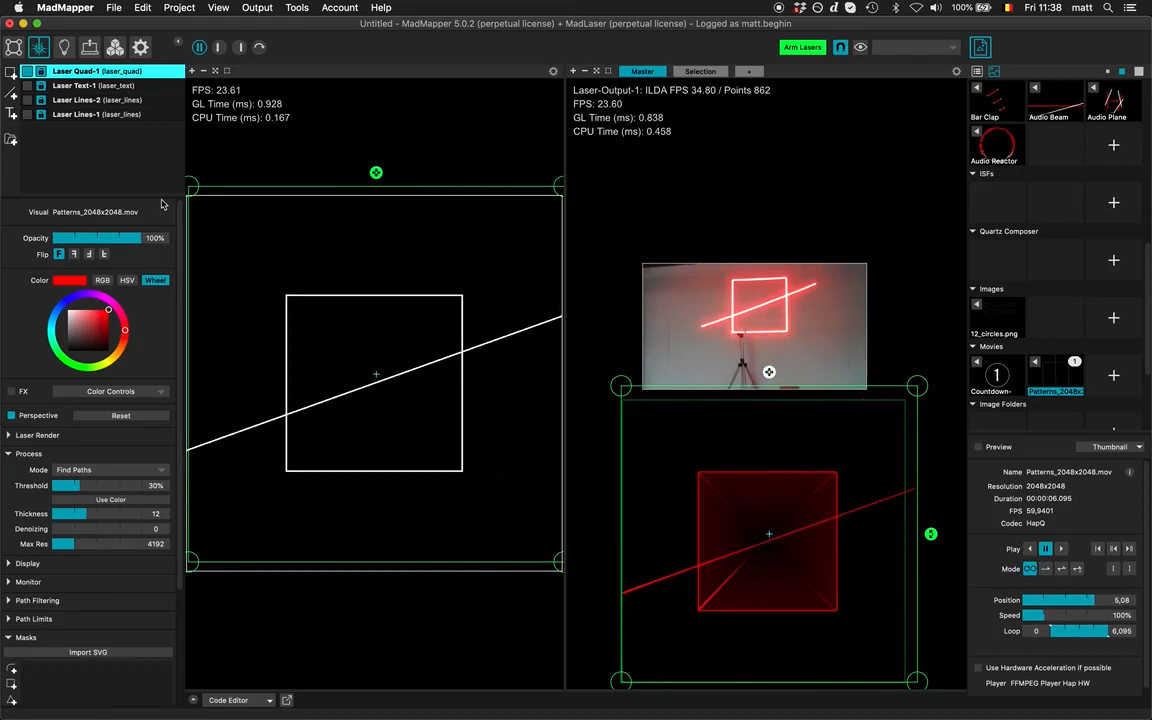 MadMapper File Edit Project View Output Tools Account Help 100% Fri 11:38 matt
Untitled - MadMapper 5.0.2 (perpetual license) + MadLaser (perpetual license) - Logged as matt.beghin
Arm Lasers
Laser Quad-1 (laser_quad)
Laser Text-1 (laser_text)
Laser Lines-2 (laser_lines)
Laser Lines-1 (laser_lines)
Visual Patterns_2048x2048.mov
Opacity 100%
Flip
Color RGB HSV Wheel
FX Color Controls
Perspective Reset
Laser Render
Process
Mode Find Paths
Threshold 30%
Use Color
Thickness 12
Denoizing 0
Max Res 4192
Display
Monitor
Path Filtering
Path Limits
Masks
Import SVG
FPS: 23.61
GL Time (ms): 0.928
CPU Time (ms): 0.167
Code Editor
Master Selection +
Laser-Output-1: ILDA FPS 34.80 / Points 862
FPS: 23.60
GL Time (ms): 0.838
CPU Time (ms): 0.458
Bar Clap Audio Beam Audio Plane
Audio Reactor
ISFs
Quartz Composer
Images
12_circles.png
Movies
1
1
Countdown- Patterns_2048x
Image Folders
Preview Thumbnail
Name Patterns_2048x2048.mov
Resolution 2048x2048
Duration 00:00:06.095
FPS 59,9401
Codec HapQ
Play
Mode
Position 5,08
Speed 100%
Loop 0 6,095
Use Hardware Acceleration if possible
Player FFMPEG Player Hap HW